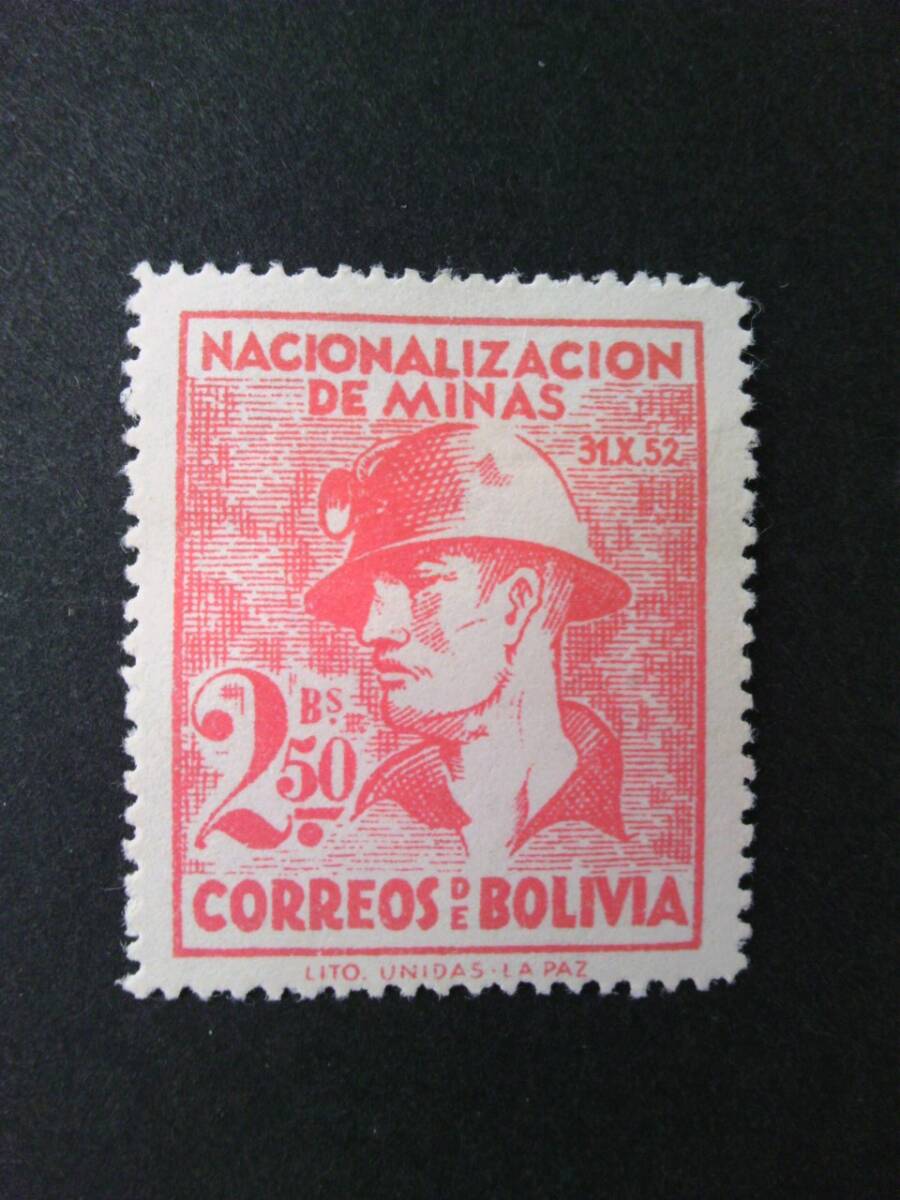 NACIONALIZACION
DE MINAS
31.X.52
2 Bs.
50
CORREOS DE BOLIVIA
LITO. UNIDAS · LA PAZ